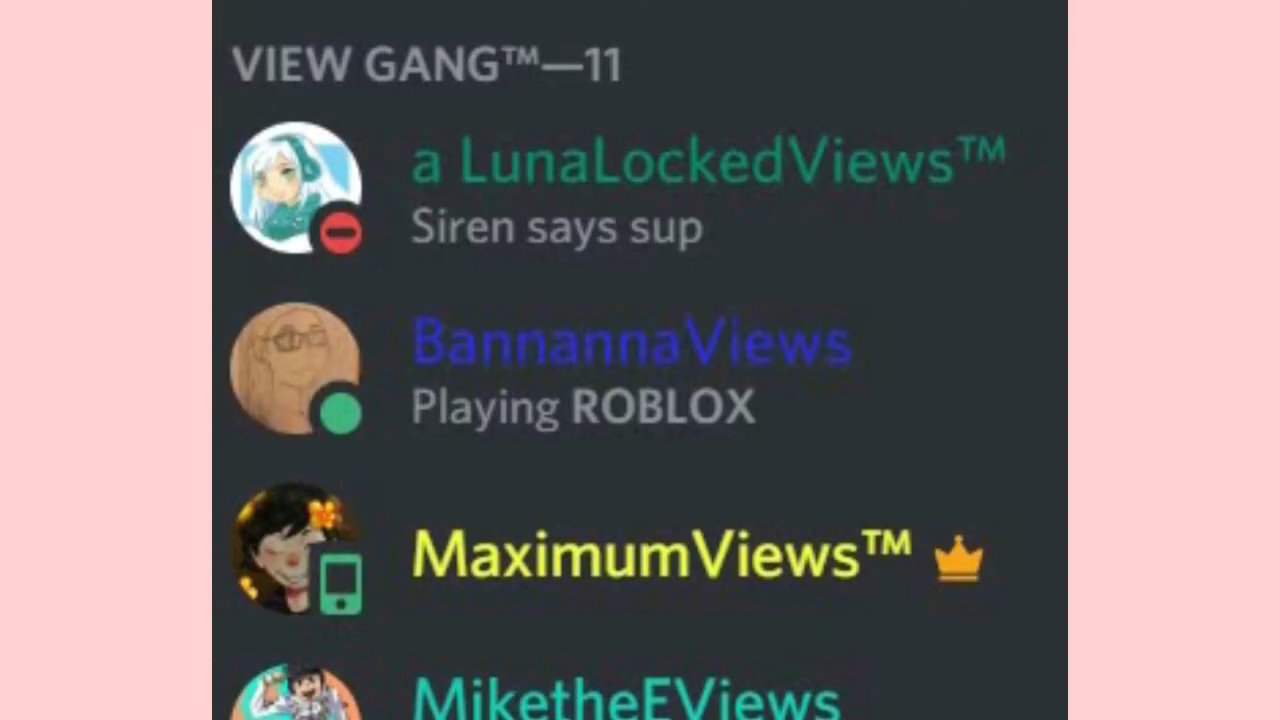 VIEW GANG™—11
a LunaLockedViews™
Siren says sup
BannannaViews
Playing ROBLOX
MaximumViews™
MiketheEViews